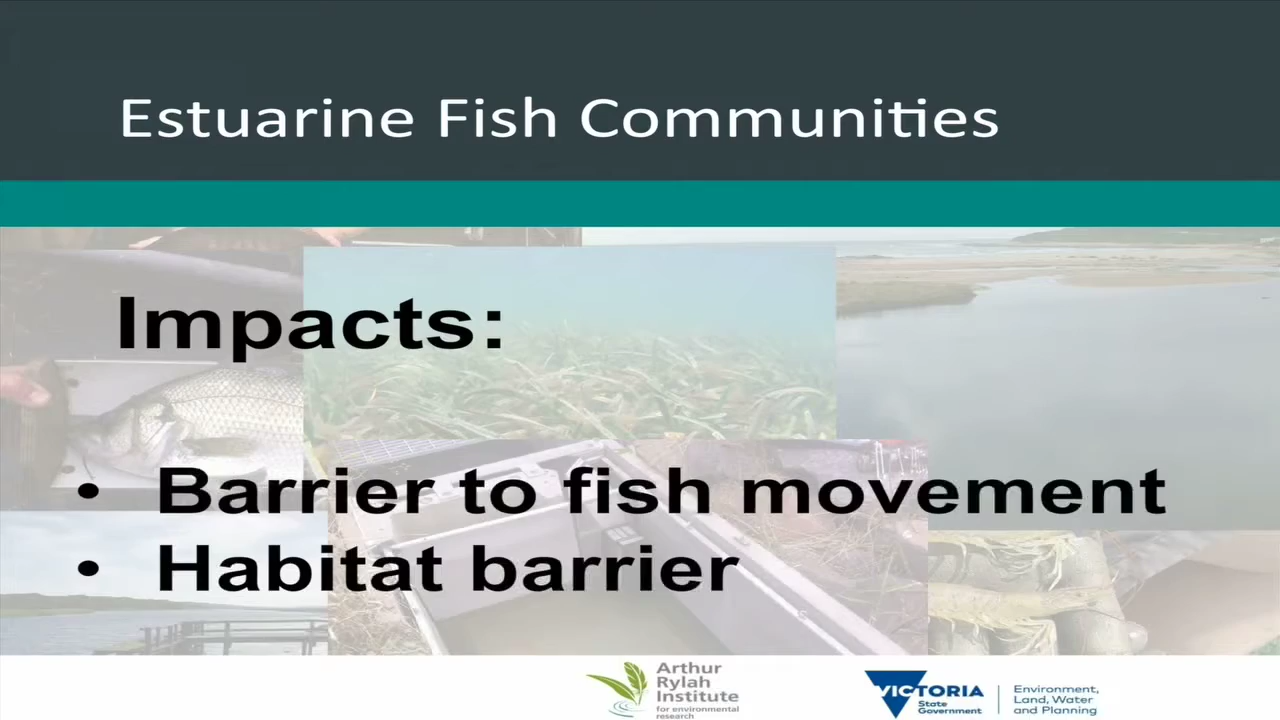 Estuarine Fish Communities
Impacts:
• Barrier to fish movement
• Habitat barrier
Arthur
Rylah
Institute
for environmental
research
VICTORIA
State
Government
Environment,
Land, Water
and Planning